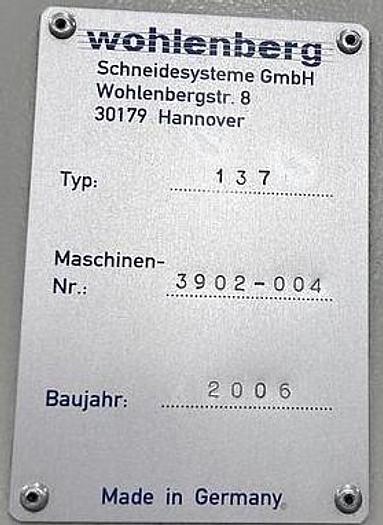 wohlenberg
Schneidesysteme GmbH
Wohlenbergstr. 8
30179 Hannover
Typ: 137
Maschinen-
Nr.: 3902-004
Baujahr: 2006
Made in Germany